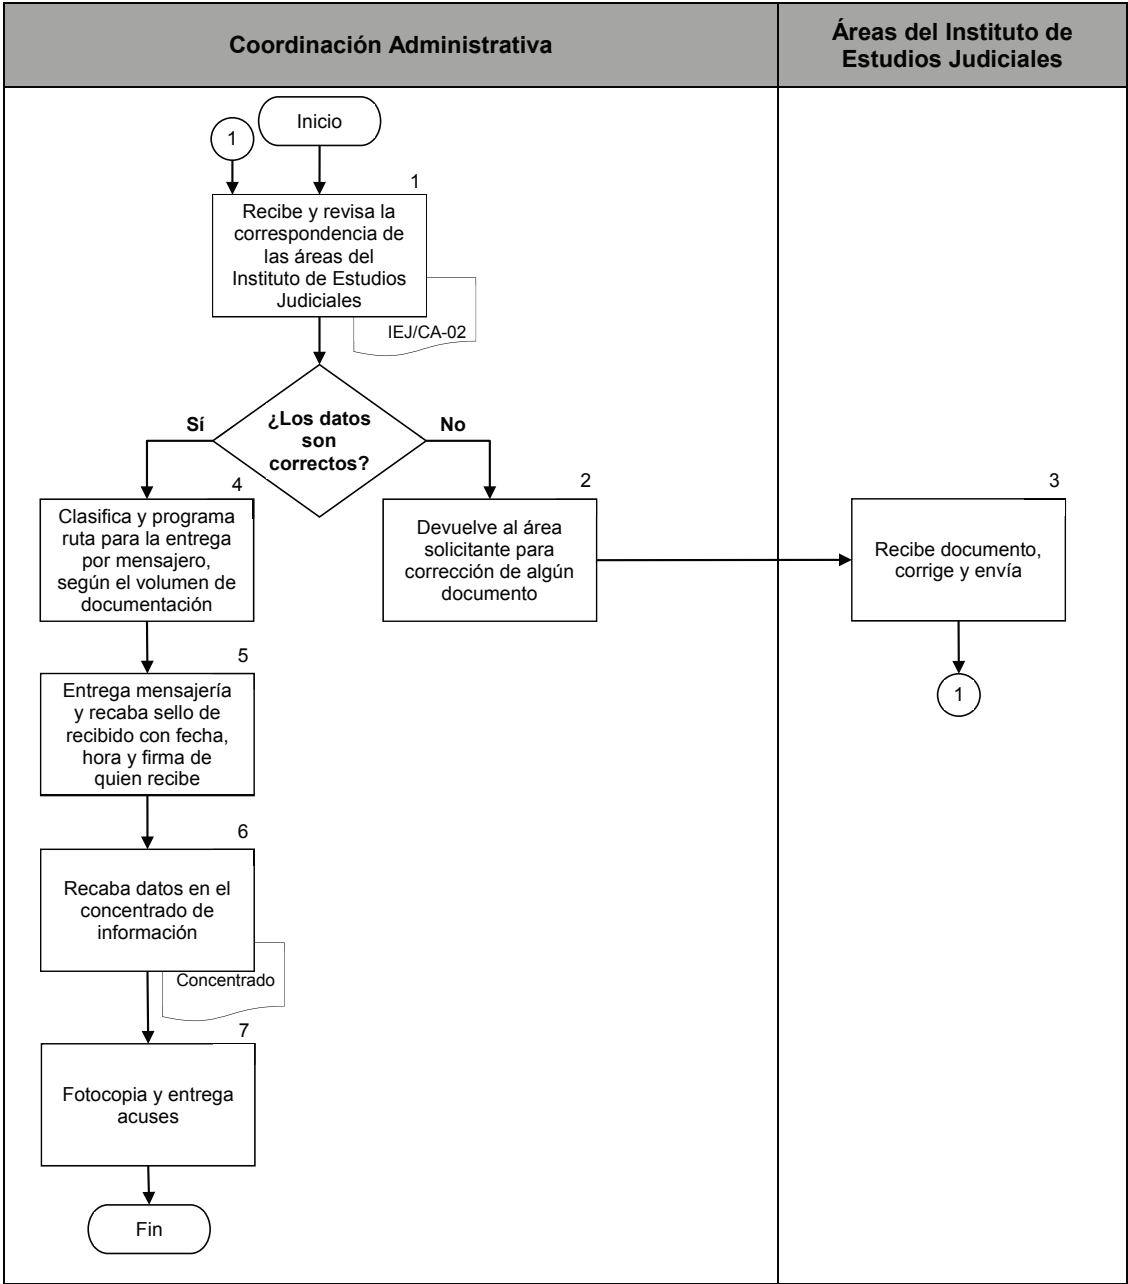 Coordinación Administrativa
Áreas del Instituto de
Estudios Judiciales
Inicio
1
1
Recibe y revisa la
correspondencia de
las áreas del
Instituto de Estudios
Judiciales
IEJ/CA-02
¿Los datos
son
correctos?
Sí
No
4
Clasifica y programa
ruta para la entrega
por mensajero,
según el volumen de
documentación
2
Devuelve al área
solicitante para
corrección de algún
documento
3
Recibe documento,
corrige y envía
1
5
Entrega mensajería
y recaba sello de
recibido con fecha,
hora y firma de
quien recibe
6
Recaba datos en el
concentrado de
información
Concentrado
7
Fotocopia y entrega
acuses
Fin